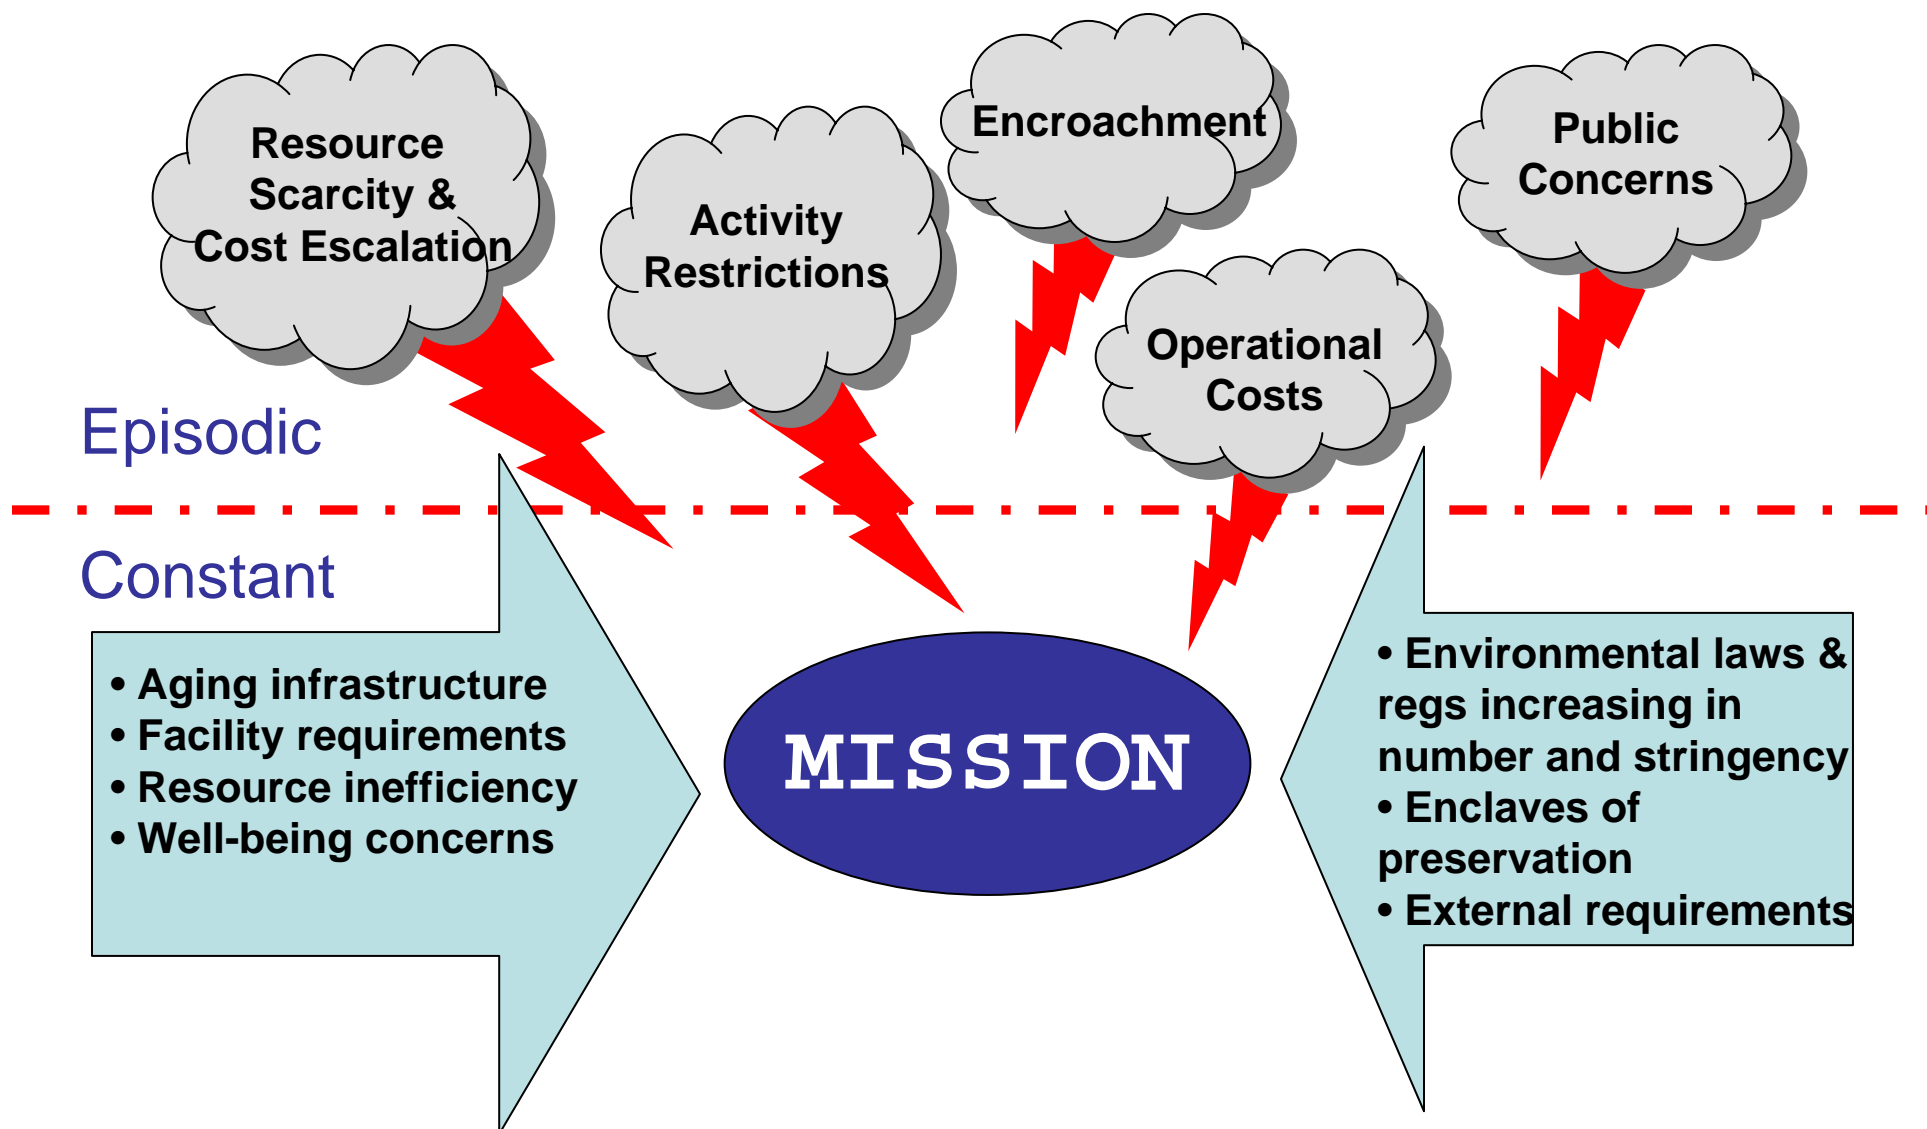 Resource
Scarcity &
Cost Escalation
Activity
Restrictions
Encroachment
Operational
Costs
Public
Concerns
Episodic
Constant
• Aging infrastructure
• Facility requirements
• Resource inefficiency
• Well-being concerns
MISSION
• Environmental laws &
regs increasing in
number and stringency
• Enclaves of
preservation
• External requirements